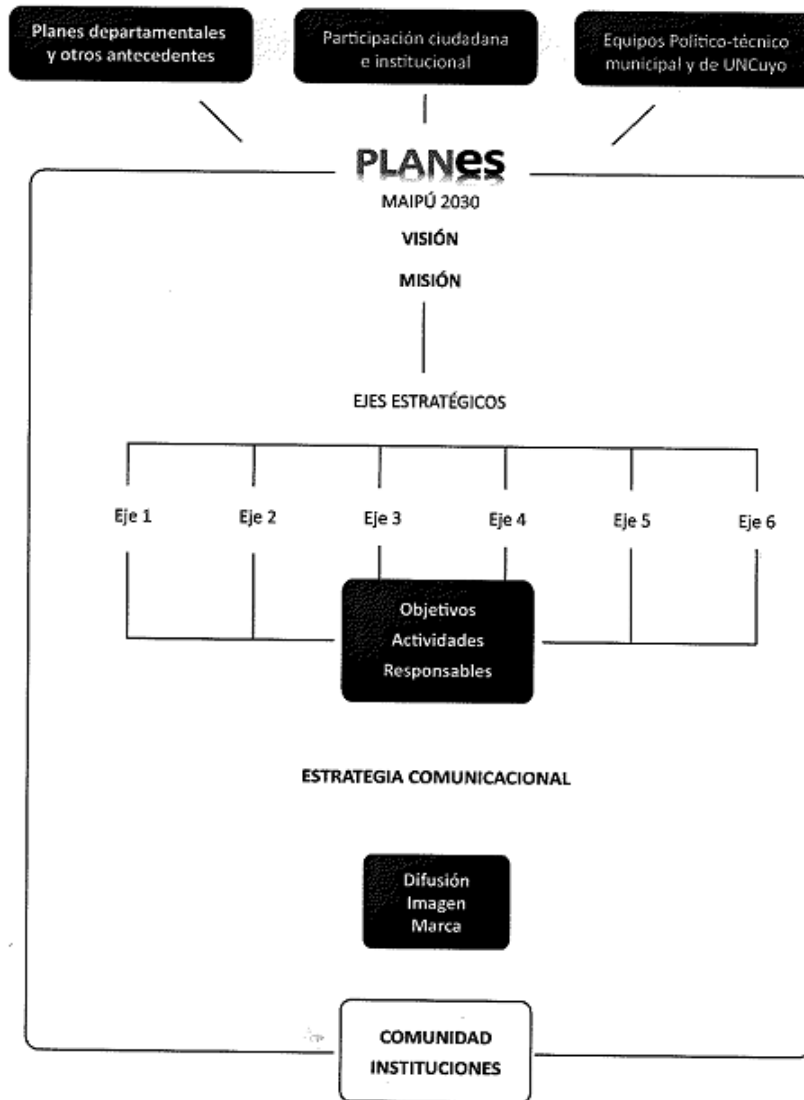 Planes departamentales
y otros antecedentes
Participación ciudadana
e institucional
Equipos Político-técnico
municipal y de UNCuyo
PLANes
MAIPÚ 2030
VISIÓN
MISIÓN
EJES ESTRATÉGICOS
Eje 1 Eje 2 Eje 3 Eje 4 Eje 5 Eje 6
Objetivos
Actividades
Responsables
ESTRATEGIA COMUNICACIONAL
Difusión
Imagen
Marca
COMUNIDAD
INSTITUCIONES